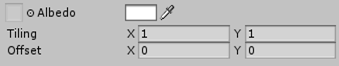 Albedo
Tiling X 1 Y 1
Offset X 0 Y 0